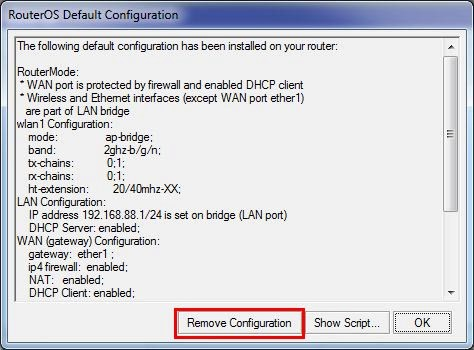 RouterOS Default Configuration
The following default configuration has been installed on your router:
RouterMode:
* WAN port is protected by firewall and enabled DHCP client
* Wireless and Ethernet interfaces (except WAN port ether1)
are part of LAN bridge
wlan1 Configuration:
mode: ap-bridge;
band: 2ghz-b/g/n;
tx-chains: 0;1;
rx-chains: 0;1;
ht-extension: 20/40mhz-XX;
LAN Configuration:
IP address 192.168.88.1/24 is set on bridge (LAN port)
DHCP Server: enabled;
WAN (gateway) Configuration:
gateway: ether1 ;
ip4 firewall: enabled;
NAT: enabled;
DHCP Client: enabled;
Remove Configuration Show Script... OK